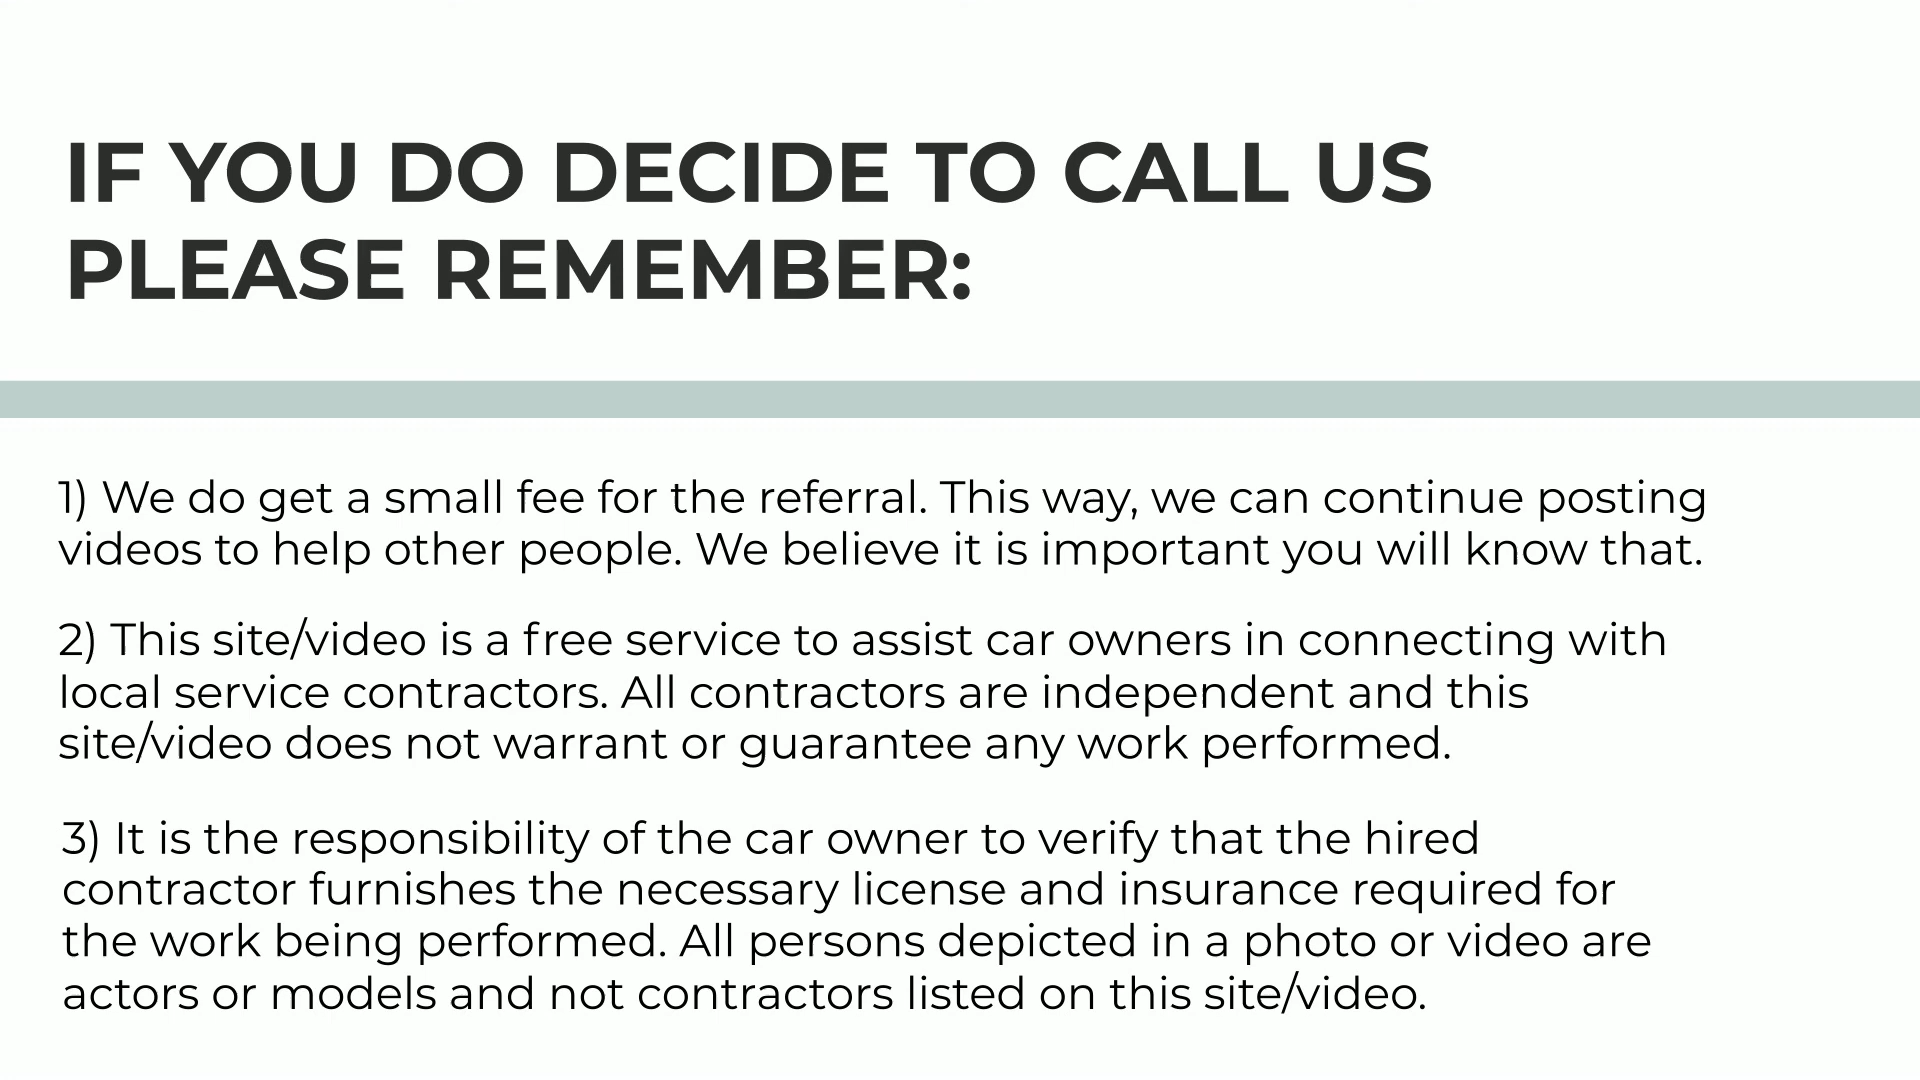 IF YOU DO DECIDE TO CALL US
PLEASE REMEMBER:
1) We do get a small fee for the referral. This way, we can continue posting
videos to help other people. We believe it is important you will know that.
2) This site/video is a free service to assist car owners in connecting with
local service contractors. All contractors are independent and this
site/video does not warrant or guarantee any work performed.
3) It is the responsibility of the car owner to verify that the hired
contractor furnishes the necessary license and insurance required for
the work being performed. All persons depicted in a photo or video are
actors or models and not contractors listed on this site/video.